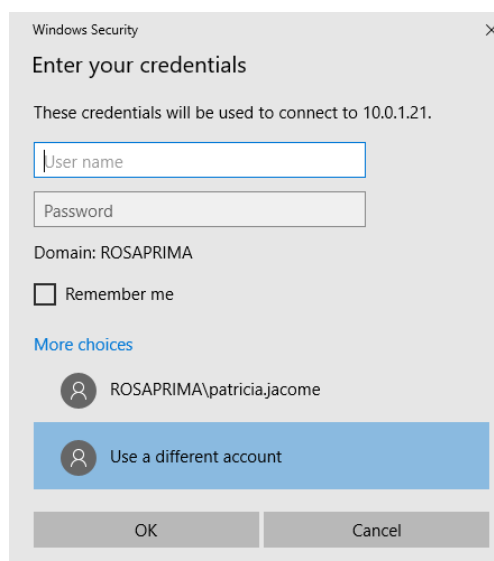 Windows Security
Enter your credentials
These credentials will be used to connect to 10.0.1.21.
User name
Password
Domain: ROSAPRIMA
Remember me
More choices
ROSAPRIMA\patricia.jacome
Use a different account
OK Cancel